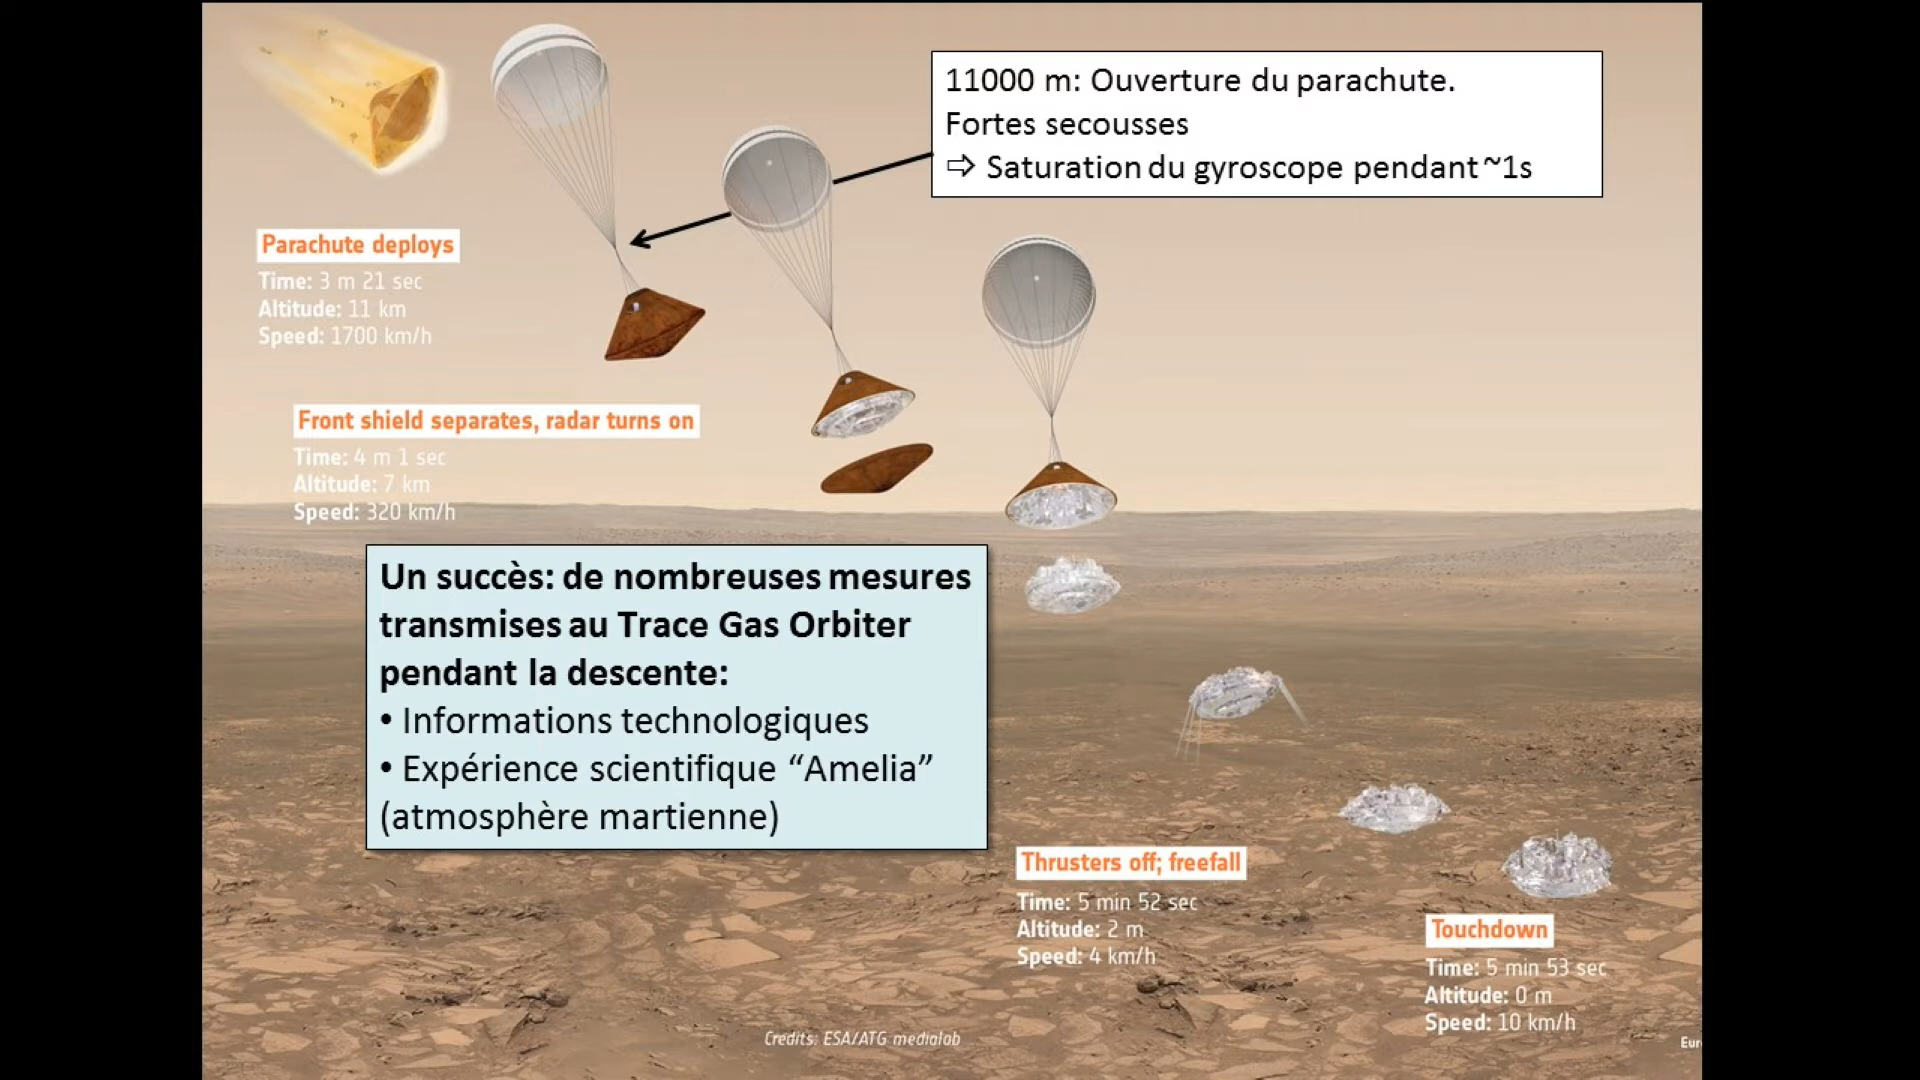 11000 m: Ouverture du parachute.
Fortes secousses
⇨ Saturation du gyroscope pendant ~1s
Parachute deploys
Time: 3 m 21 sec
Altitude: 11 km
Speed: 1700 km/h
Front shield separates, radar turns on
Time: 4 m 1 sec
Altitude: 7 km
Speed: 320 km/h
Un succès: de nombreuses mesures
transmises au Trace Gas Orbiter
pendant la descente:
• Informations technologiques
• Expérience scientifique “Amelia”
(atmosphère martienne)
Thrusters off; freefall
Time: 5 min 52 sec
Altitude: 2 m
Speed: 4 km/h
Touchdown
Time: 5 min 53 sec
Altitude: 0 m
Speed: 10 km/h
Credits: ESA/ATG medialab
Eur